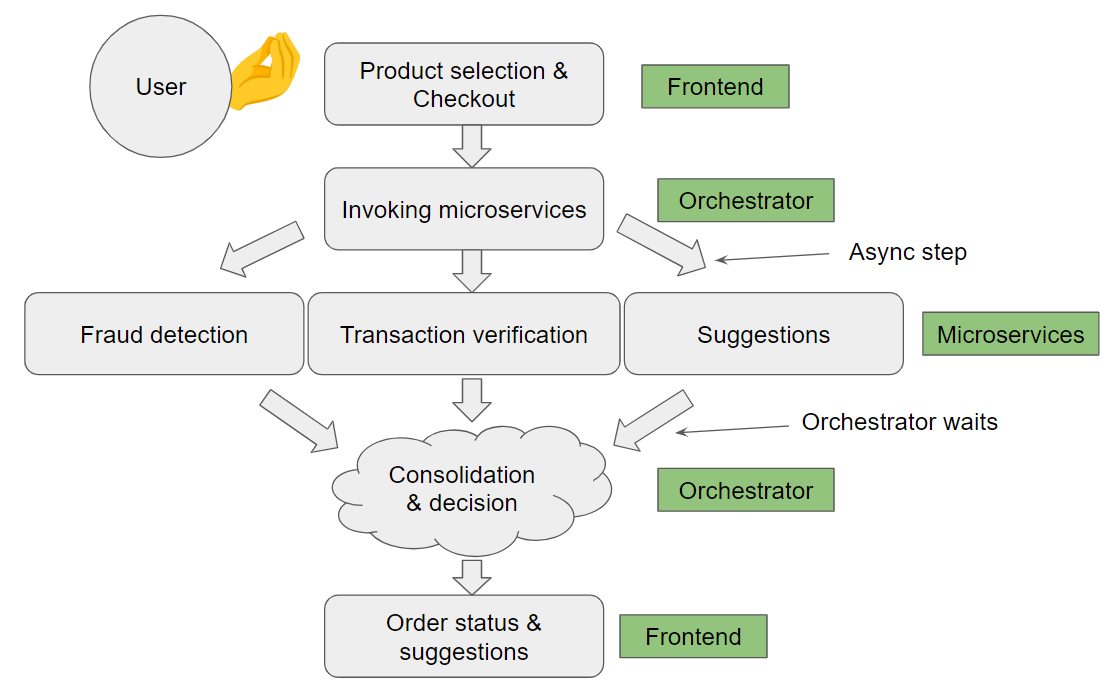 User
Product selection &
Checkout
Frontend
Invoking microservices
Orchestrator
Async step
Fraud detection
Transaction verification
Suggestions
Microservices
Orchestrator waits
Consolidation
& decision
Orchestrator
Order status &
suggestions
Frontend